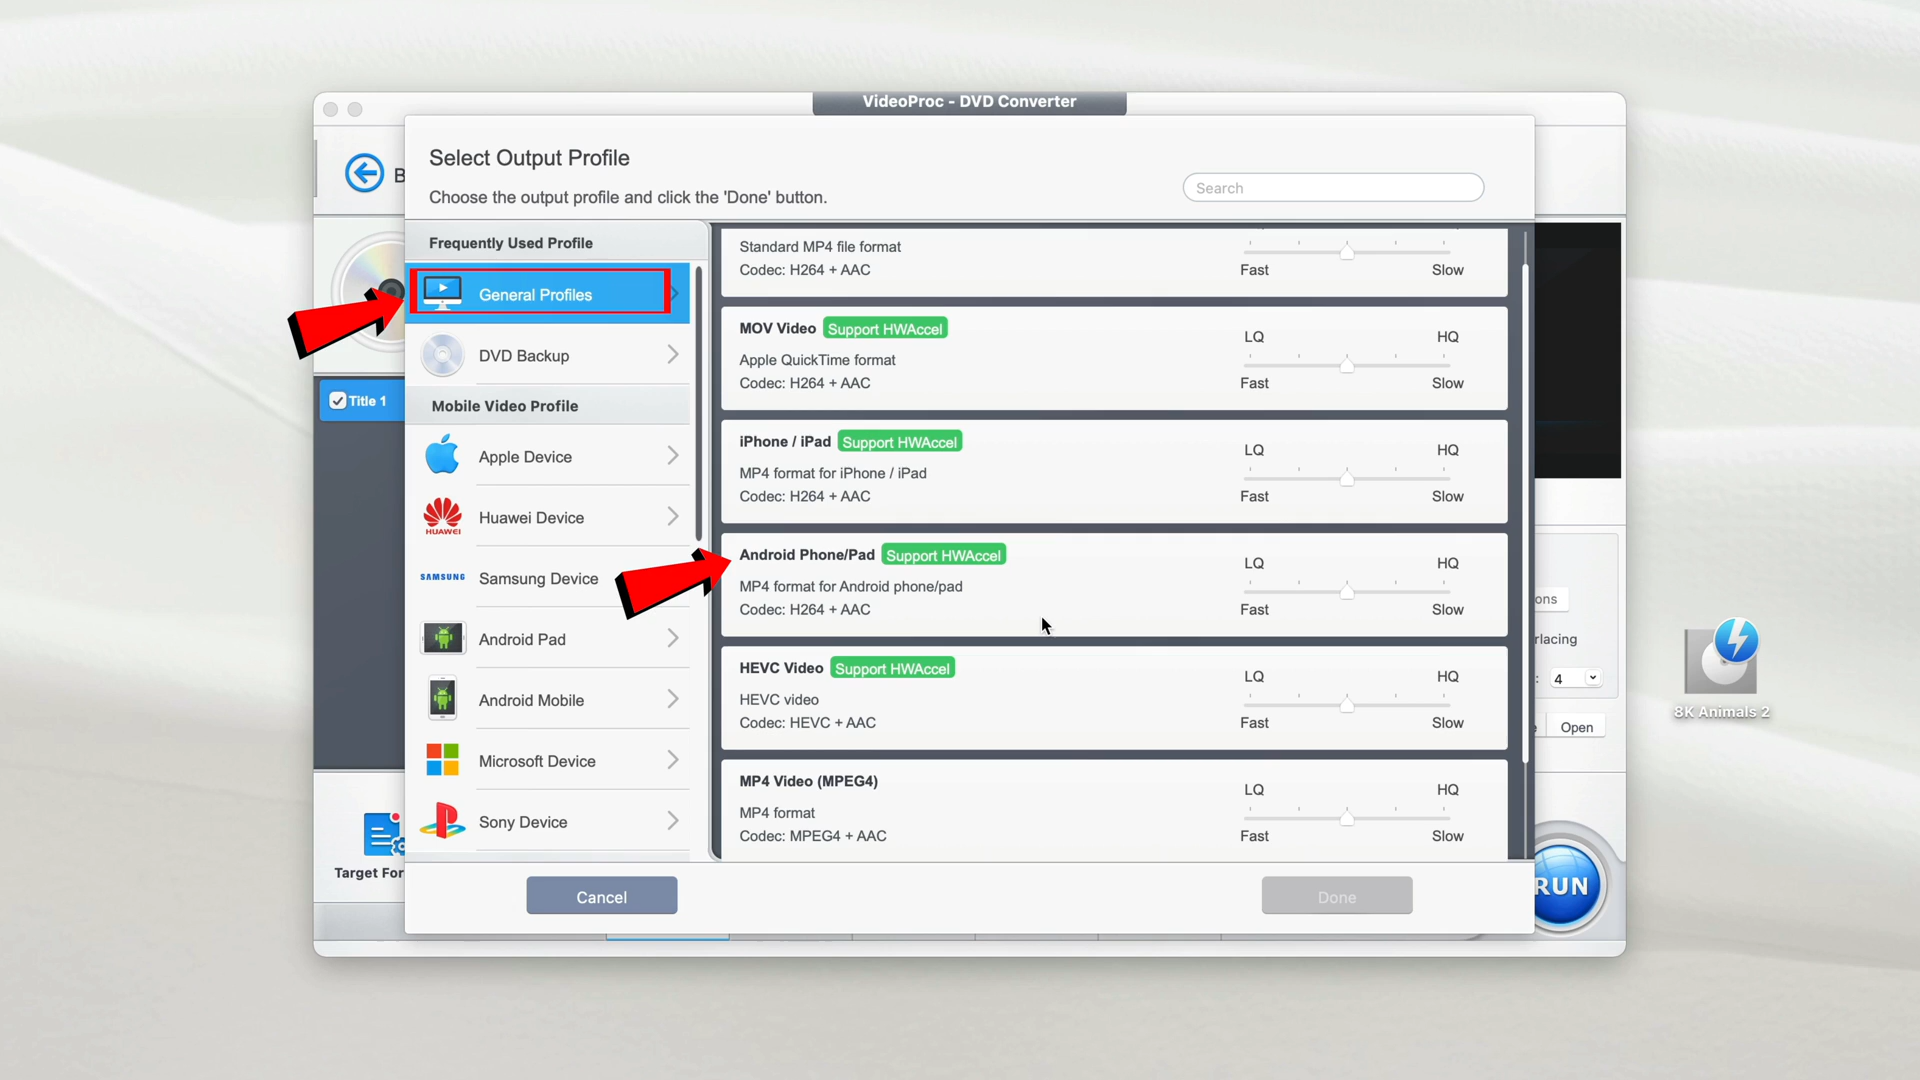 VideoProc - DVD Converter
B
Select Output Profile
Choose the output profile and click the 'Done' button.
Search
Frequently Used Profile
General Profiles
DVD Backup
Mobile Video Profile
Apple Device
HUAWEI
Huawei Device
SAMSUNG
Samsung Device
Android Pad
Android Mobile
Microsoft Device
Sony Device
Title 1
Target For
Standard MP4 file format
Codec: H264 + AAC
Fast
Slow
MOV Video Support HWAccel
LQ
HQ
Apple QuickTime format
Codec: H264 + AAC
Fast
Slow
iPhone / iPad Support HWAccel
LQ
HQ
MP4 format for iPhone / iPad
Codec: H264 + AAC
Fast
Slow
Android Phone/Pad Support HWAccel
LQ
HQ
MP4 format for Android phone/pad
Codec: H264 + AAC
Fast
Slow
HEVC Video Support HWAccel
LQ
HQ
HEVC video
Codec: HEVC + AAC
Fast
Slow
MP4 Video (MPEG4)
LQ
HQ
MP4 format
Codec: MPEG4 + AAC
Fast
Slow
Cancel
Done
ons
rlacing
: 4
Open
RUN
8K Animals 2